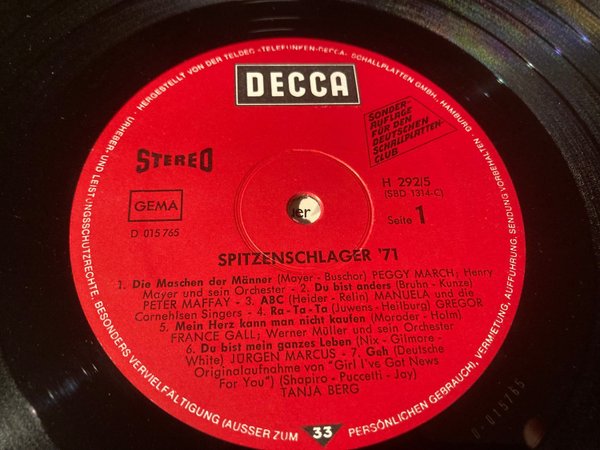 HERGESTELLT VON DER TELDEC »TELEFUNKEN-DECCA« SCHALLPLATTEN GMBH, HAMBURG
URHEBER- UND LEISTUNGSSCHUTZRECHTE, BESONDERS VERVIELFÄLTIGUNG (AUSSER ZUM PERSÖNLICHEN GEBRAUCH), VERMIETUNG, AUFFÜHRUNG, SENDUNG VORBEHALTEN
DECCA
SONDER-
AUFLAGE
FÜR DEN
DEUTSCHEN
SCHALLPLATTEN-
CLUB
STEREO
GEMA
D 015 765
H 292/5
(SBD 1314-C)
Seite 1
uer
SPITZENSCHLAGER '71
1. Die Maschen der Männer (Mayer - Buschor) PEGGY MARCH; Henry
Mayer und sein Orchester - 2. Du bist anders (Bruhn - Kunze)
PETER MAFFAY - 3. ABC (Heider - Relin) MANUELA und die
Cornehlsen Singers - 4. Ra-Ta-Ta (Juwens - Heilburg) GREGOR
5. Mein Herz kann man nicht kaufen (Moroder - Holm)
FRANCE GALL; Werner Müller und sein Orchester
6. Du bist mein ganzes Leben (Nix - Gilmore -
White) JÜRGEN MARCUS - 7. Geh (Deutsche
Originalaufnahme von "Girl I've Got News
For You") (Shapiro - Puccetti - Jay)
TANJA BERG
33
D-015765